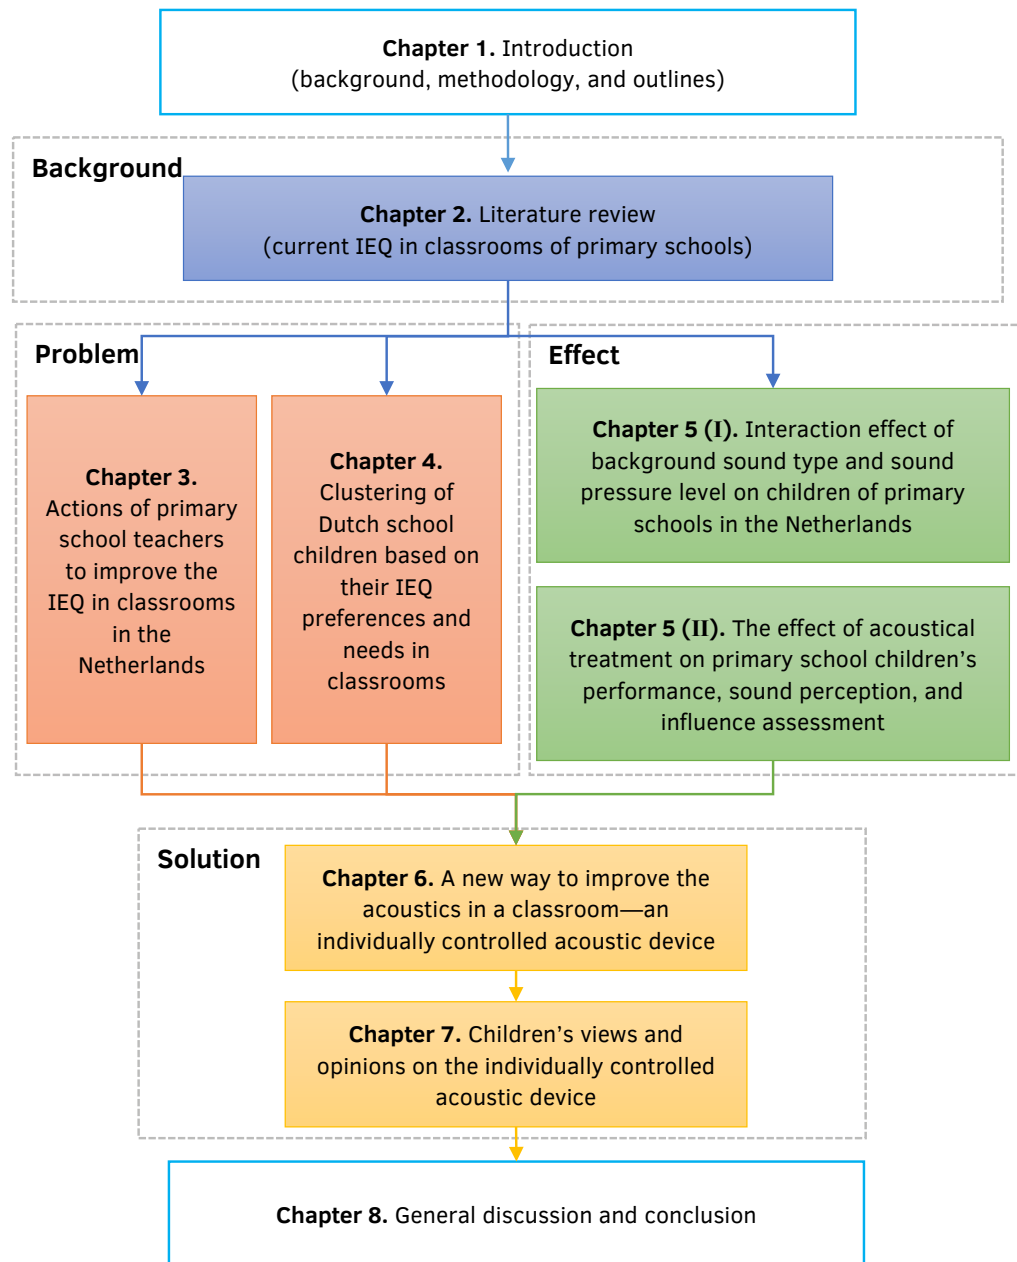 Chapter 1. Introduction
(background, methodology, and outlines)
Background
Chapter 2. Literature review
(current IEQ in classrooms of primary schools)
Problem
Chapter 3.
Actions of primary
school teachers
to improve the
IEQ in classrooms
in the
Netherlands
Chapter 4.
Clustering of
Dutch school
children based on
their IEQ
preferences and
needs in
classrooms
Effect
Chapter 5 (I). Interaction effect of
background sound type and sound
pressure level on children of primary
schools in the Netherlands
Chapter 5 (II). The effect of acoustical
treatment on primary school children’s
performance, sound perception, and
influence assessment
Solution
Chapter 6. A new way to improve the
acoustics in a classroom—an
individually controlled acoustic device
Chapter 7. Children’s views and
opinions on the individually controlled
acoustic device
Chapter 8. General discussion and conclusion